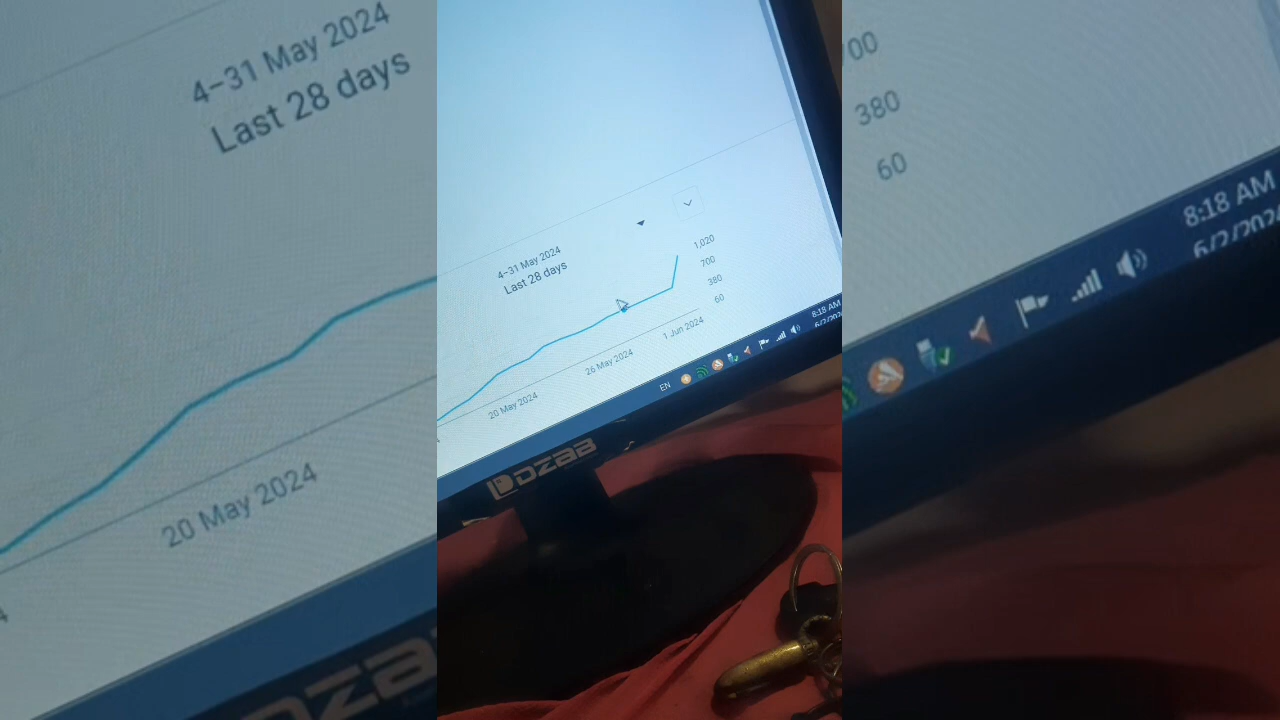 4–31 May 2024
Last 28 days
20 May 2024
4–31 May 2024
Last 28 days
1,020
700
380
60
20 May 2024
26 May 2024
1 Jun 2024
EN
8:18 AM
DZAB
700
380
60
8:18 AM